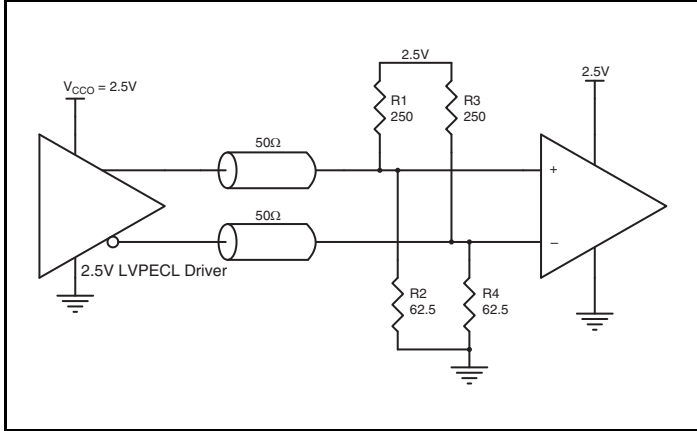 2.5V
V_CCO = 2.5V
2.5V
R1
250
R3
250
50Ω
+
50Ω
−
2.5V LVPECL Driver
R2
62.5
R4
62.5